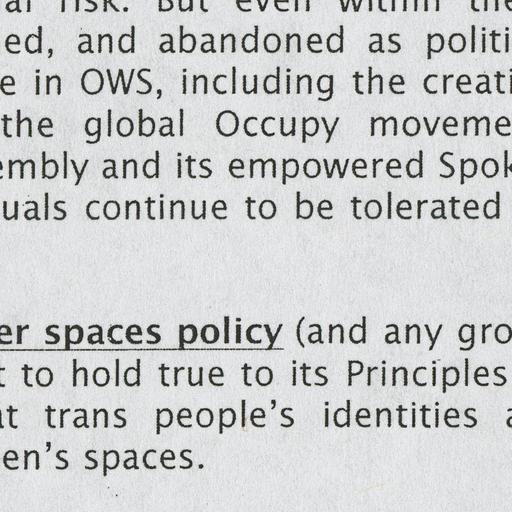 risk. But even within the
ed, and abandoned as politi
e in OWS, including the creati
the global Occupy moveme
embly and its empowered Spok
uals continue to be tolerated
er spaces policy (and any gro
t to hold true to its Principles
at trans people's identities a
en's spaces.